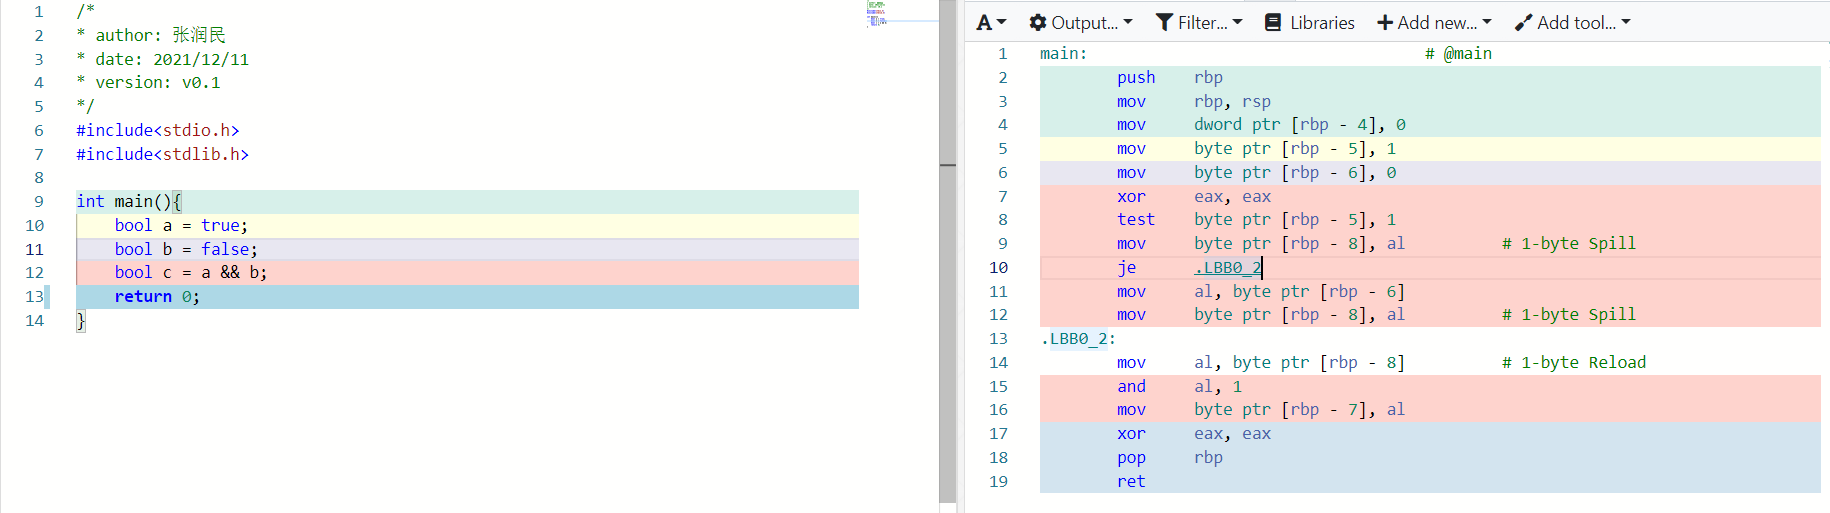 1 /*
2 * author: 张润民
3 * date: 2021/12/11
4 * version: v0.1
5 */
6 #include<stdio.h>
7 #include<stdlib.h>
8
9 int main(){
10 bool a = true;
11 bool b = false;
12 bool c = a && b;
13 return 0;
14 }
A Output... Filter... Libraries Add new... Add tool...
1 main: # @main
2 push rbp
3 mov rbp, rsp
4 mov dword ptr [rbp - 4], 0
5 mov byte ptr [rbp - 5], 1
6 mov byte ptr [rbp - 6], 0
7 xor eax, eax
8 test byte ptr [rbp - 5], 1
9 mov byte ptr [rbp - 8], al # 1-byte Spill
10 je .LBB0_2
11 mov al, byte ptr [rbp - 6]
12 mov byte ptr [rbp - 8], al # 1-byte Spill
13 .LBB0_2:
14 mov al, byte ptr [rbp - 8] # 1-byte Reload
15 and al, 1
16 mov byte ptr [rbp - 7], al
17 xor eax, eax
18 pop rbp
19 ret